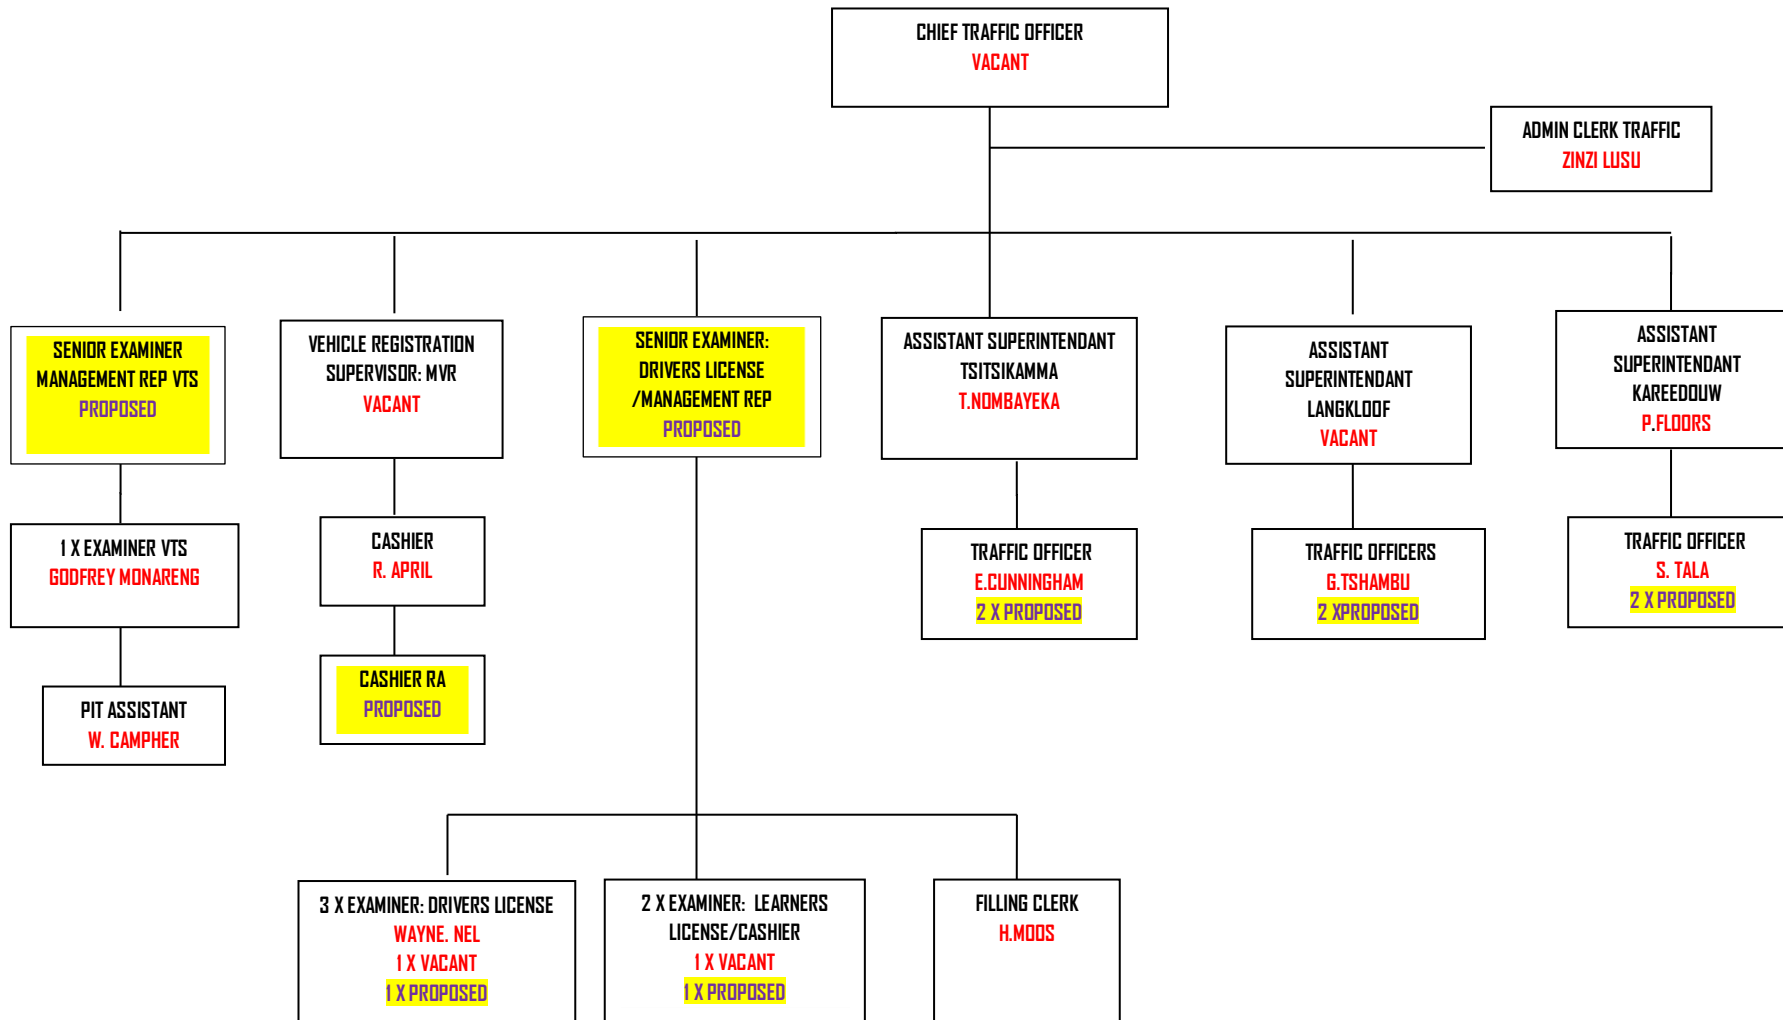 CHIEF TRAFFIC OFFICER
VACANT
ADMIN CLERK TRAFFIC
ZINZI LUSU
SENIOR EXAMINER
MANAGEMENT REP VTS
PROPOSED
VEHICLE REGISTRATION
SUPERVISOR: MVR
VACANT
SENIOR EXAMINER:
DRIVERS LICENSE
/MANAGEMENT REP
PROPOSED
ASSISTANT SUPERINTENDANT
TSITSIKAMMA
T.NOMBAYEKA
ASSISTANT
SUPERINTENDANT
LANGKLOOF
VACANT
ASSISTANT
SUPERINTENDANT
KAREEDOUW
P.FLOORS
1 X EXAMINER VTS
GODFREY MONARENG
CASHIER
R. APRIL
TRAFFIC OFFICER
E.CUNNINGHAM
2 X PROPOSED
TRAFFIC OFFICERS
G.TSHAMBU
2 XPROPOSED
TRAFFIC OFFICER
S. TALA
2 X PROPOSED
PIT ASSISTANT
W. CAMPHER
CASHIER RA
PROPOSED
3 X EXAMINER: DRIVERS LICENSE
WAYNE. NEL
1 X VACANT
1 X PROPOSED
2 X EXAMINER: LEARNERS
LICENSE/CASHIER
1 X VACANT
1 X PROPOSED
FILLING CLERK
H.MOOS